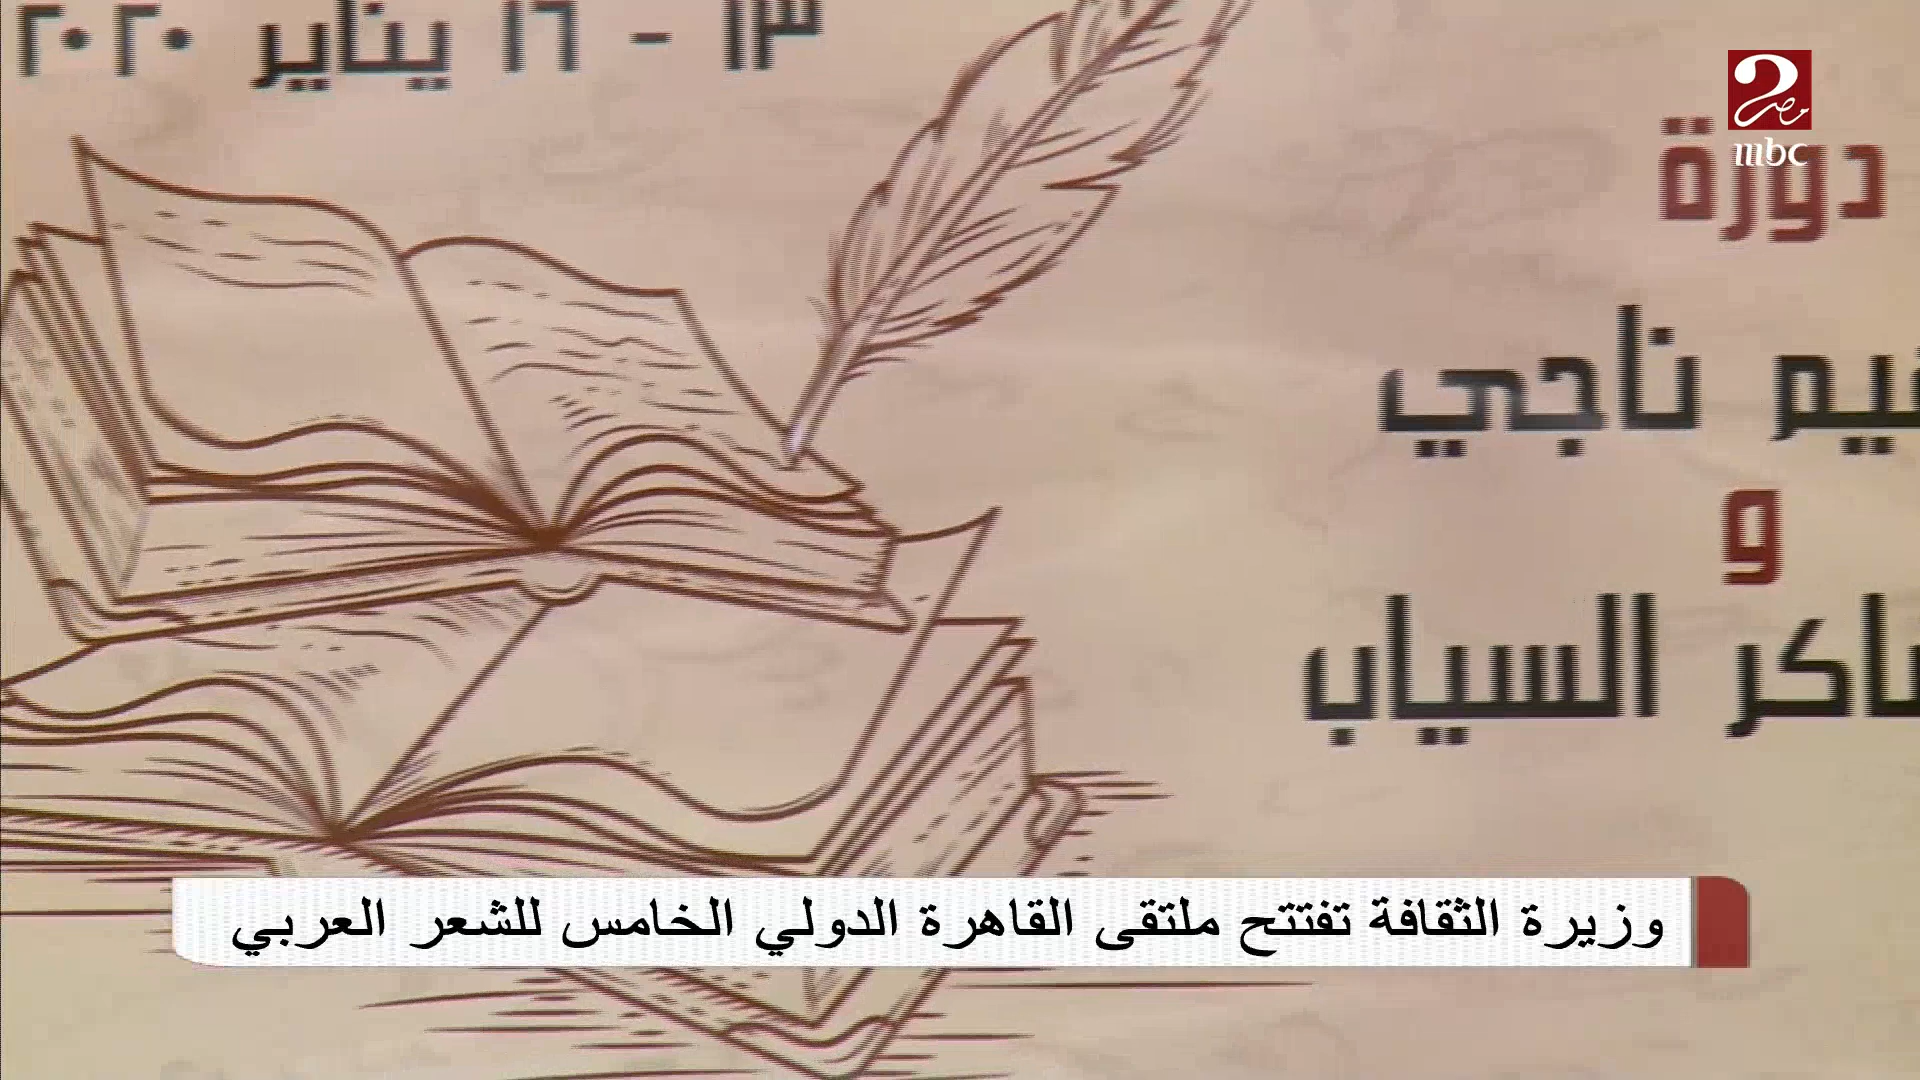 ١٣ - ١٦ يناير ٢٠٢٠
مصر
mbc
دورة
ناجي
و
السياب
وزيرة الثقافة تفتتح ملتقى القاهرة الدولي الخامس للشعر العربي